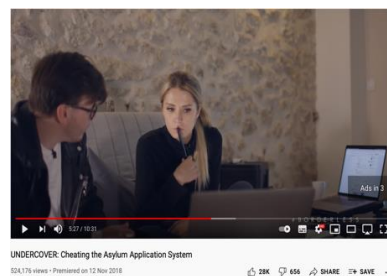 Ads in 3
#BORDERLESS
5:27 / 10:31
UNDERCOVER: Cheating the Asylum Application System
524,176 views • Premiered on 12 Nov 2018
28K 656 SHARE SAVE